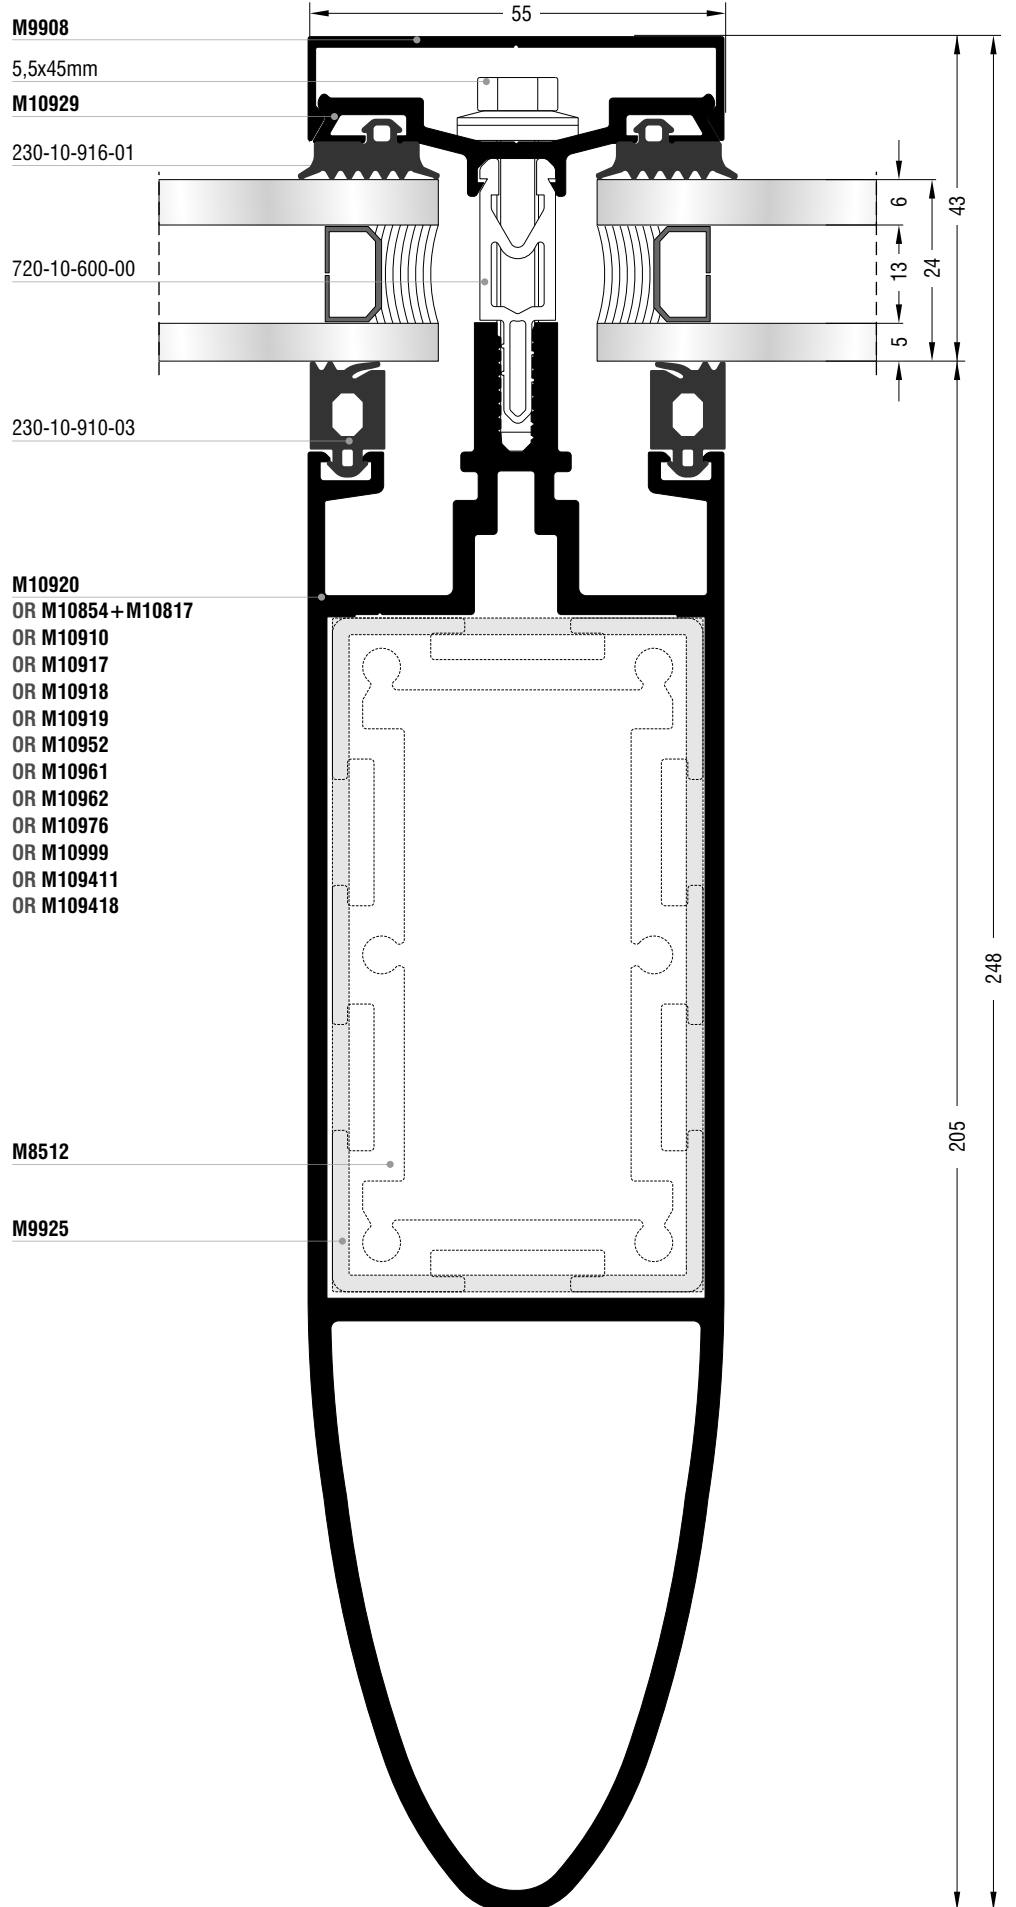 55
M9908
5,5x45mm
M10929
230-10-916-01
6
43
24
13
720-10-600-00
5
230-10-910-03
M10920
OR M10854+M10817
OR M10910
OR M10917
OR M10918
OR M10919
OR M10952
OR M10961
OR M10962
OR M10976
OR M10999
OR M109411
OR M109418
248
205
M8512
M9925